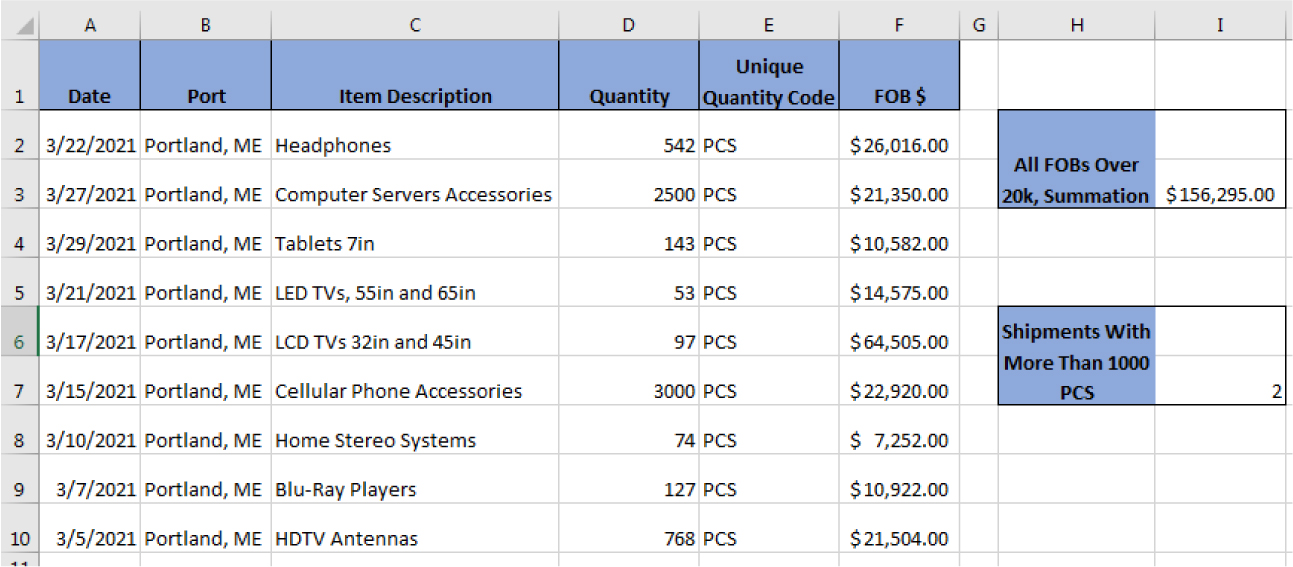 A B C D E F G H I
1 Date Port Item Description Quantity Unique Quantity Code FOB $
2 3/22/2021 Portland, ME Headphones 542 PCS $26,016.00
3 3/27/2021 Portland, ME Computer Servers Accessories 2500 PCS $21,350.00 All FOBs Over 20k, Summation $156,295.00
4 3/29/2021 Portland, ME Tablets 7in 143 PCS $10,582.00
5 3/21/2021 Portland, ME LED TVs, 55in and 65in 53 PCS $14,575.00
6 3/17/2021 Portland, ME LCD TVs 32in and 45in 97 PCS $64,505.00
7 3/15/2021 Portland, ME Cellular Phone Accessories 3000 PCS $22,920.00 Shipments With More Than 1000 PCS 2
8 3/10/2021 Portland, ME Home Stereo Systems 74 PCS $ 7,252.00
9 3/7/2021 Portland, ME Blu-Ray Players 127 PCS $10,922.00
10 3/5/2021 Portland, ME HDTV Antennas 768 PCS $21,504.00